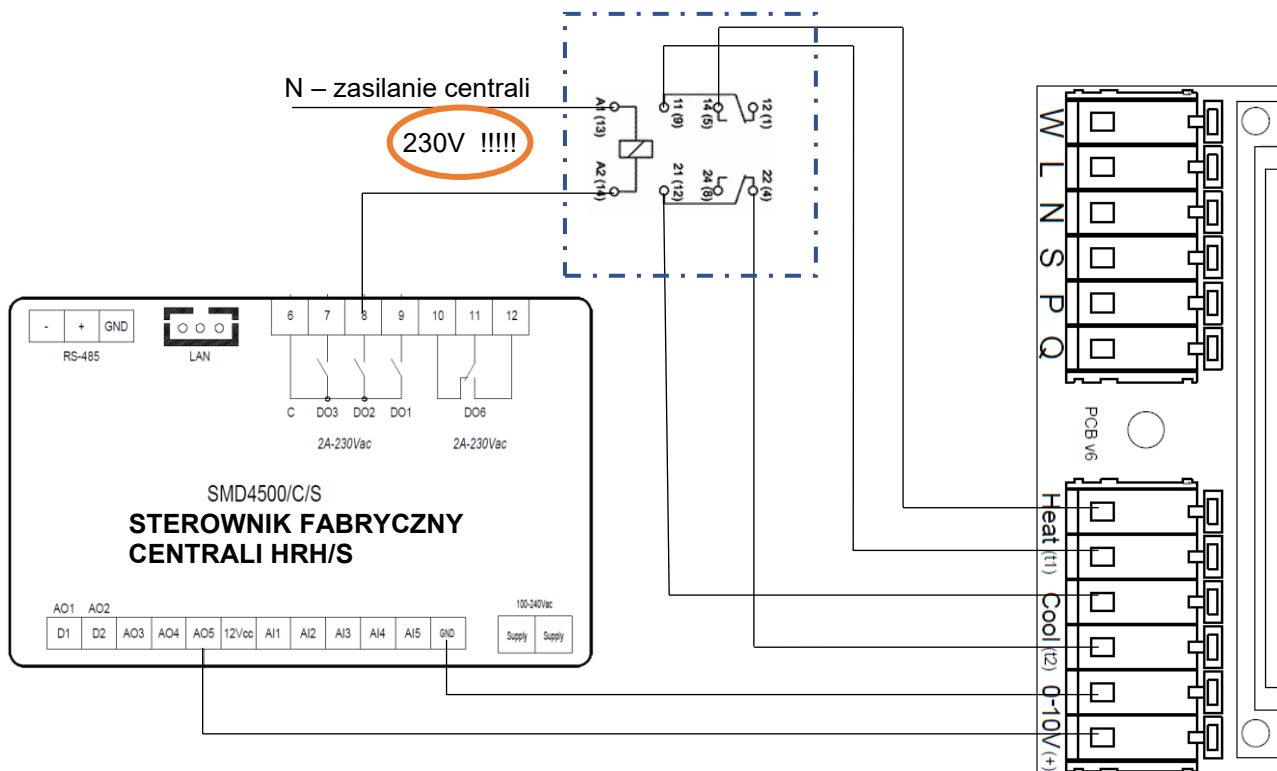 N – zasilanie centrali
230V !!!!!
A1 (13)
11 (9)
14 (5)
12 (1)
A2 (14)
21 (12)
24 (8)
22 (4)
W
L
N
S
P
Q
PCB v6
Heat (t1)
Cool (t2)
0-10V (+)
- + GND
RS-485
LAN
6 7 8 9 10 11 12
C DO3 DO2 DO1 DO6
2A-230Vac 2A-230Vac
SMD4500/C/S
STEROWNIK FABRYCZNY
CENTRALI HRH/S
AO1 AO2
D1 D2 AO3 AO4 AO5 12Vcc AI1 AI2 AI3 AI4 AI5 GND
100-240Vac
Supply Supply